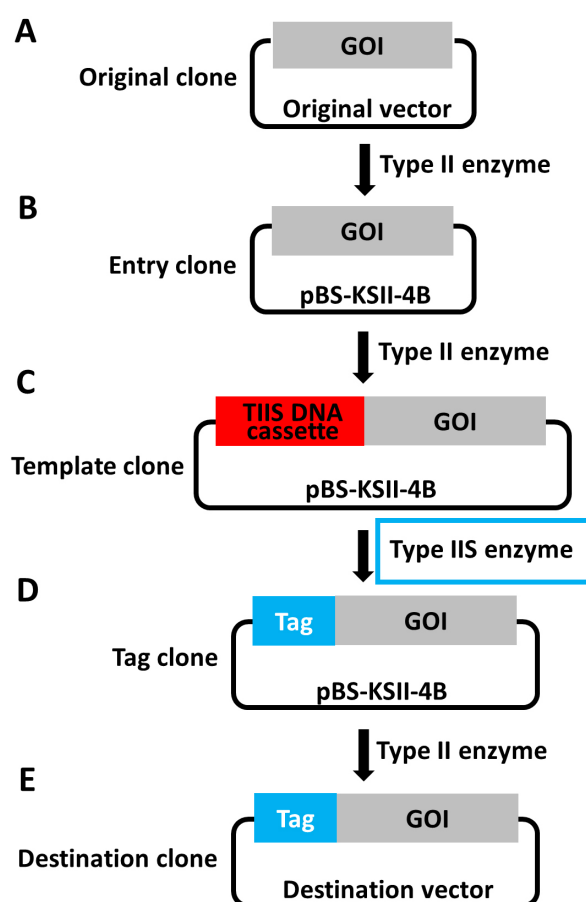 A
GOI
Original clone
Original vector
Type II enzyme
B
GOI
Entry clone
pBS-KSII-4B
Type II enzyme
C
TIIS DNA
cassette
GOI
Template clone
pBS-KSII-4B
Type IIS enzyme
D
Tag
GOI
Tag clone
pBS-KSII-4B
Type II enzyme
E
Tag
GOI
Destination clone
Destination vector